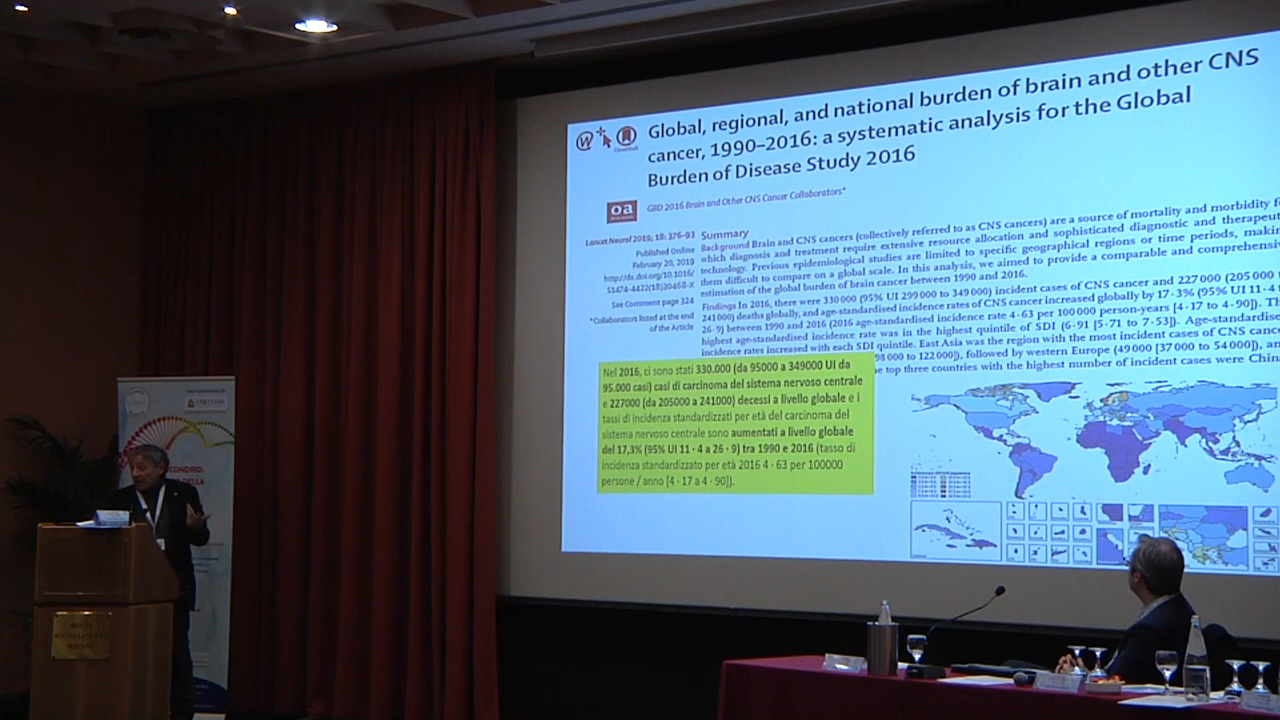 Global, regional, and national burden of brain and other CNS
cancer, 1990–2016: a systematic analysis for the Global
Burden of Disease Study 2016
oa
GBD 2016 Brain and Other CNS Cancer Collaborators*
Lancet Neurol 2019; 18: 376–93
Published Online
February 20, 2019
http://dx.doi.org/10.1016/
S1474-4422(18)30468-X
See Comment page 324
*Collaborators listed at the end
of the Article
Summary
Background Brain and CNS cancers (collectively referred to as CNS cancers) are a source of mortality and morbidity
which diagnosis and treatment require extensive resource allocation and sophisticated diagnostic and
technology. Previous epidemiological studies are limited to specific geographical regions or time periods,
them difficult to compare on a global scale. In this analysis, we aimed to provide a comparable and
estimation of the global burden of brain cancer between 1990 and 2016.
Findings In 2016, there were 330 000 (95% UI 299 000 to 349 000) incident cases of CNS cancer and 227 000 (205 000
241 000) deaths globally, and age-standardised incidence rates of CNS cancer increased globally by 17·3% (95% UI 11·4
26·9) between 1990 and 2016 (2016 age-standardised incidence rate 4·63 per 100 000 person-years [4·17 to 4·90]).
highest age-standardised incidence rate was in the highest quintile of SDI (6·91 [5·71 to 7·53]).
incidence rates increased with each SDI quintile. East Asia was the region with the most incident cases of CNS
98 000 to 122 000]), followed by western Europe (49 000 [37 000 to 54 000]),
top three countries with the highest number of incident cases were
Nel 2016, ci sono stati 330.000 (da 95000 a 349000 UI da
95.000 casi) casi di carcinoma del sistema nervoso centrale
e 227000 (da 205000 a 241000) decessi a livello globale e i
tassi di incidenza standardizzati per età del carcinoma del
sistema nervoso centrale sono aumentati a livello globale
del 17,3% (95% UI 11 · 4 a 26 · 9) tra 1990 e 2016 (tasso di
incidenza standardizzato per età 2016 4 · 63 per 100000
persone / anno [4 · 17 a 4 · 90]).